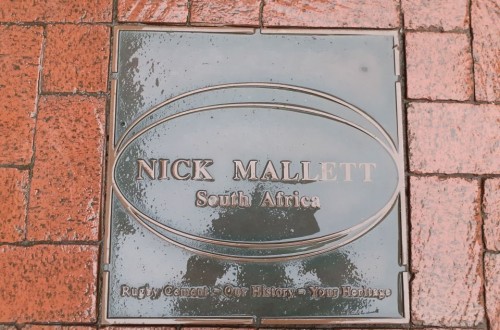 NICK MALLETT
South Africa
Rugby Cement - Our History - Your Heritage